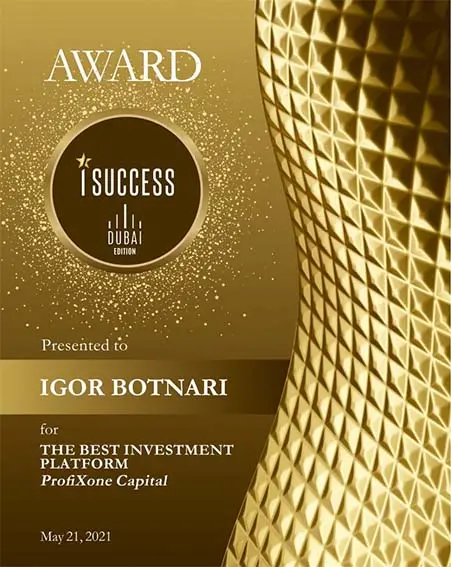 AWARD
i SUCCESS
DUBAI
EDITION
Presented to
IGOR BOTNARI
for
THE BEST INVESTMENT
PLATFORM
ProfiXone Capital
May 21, 2021